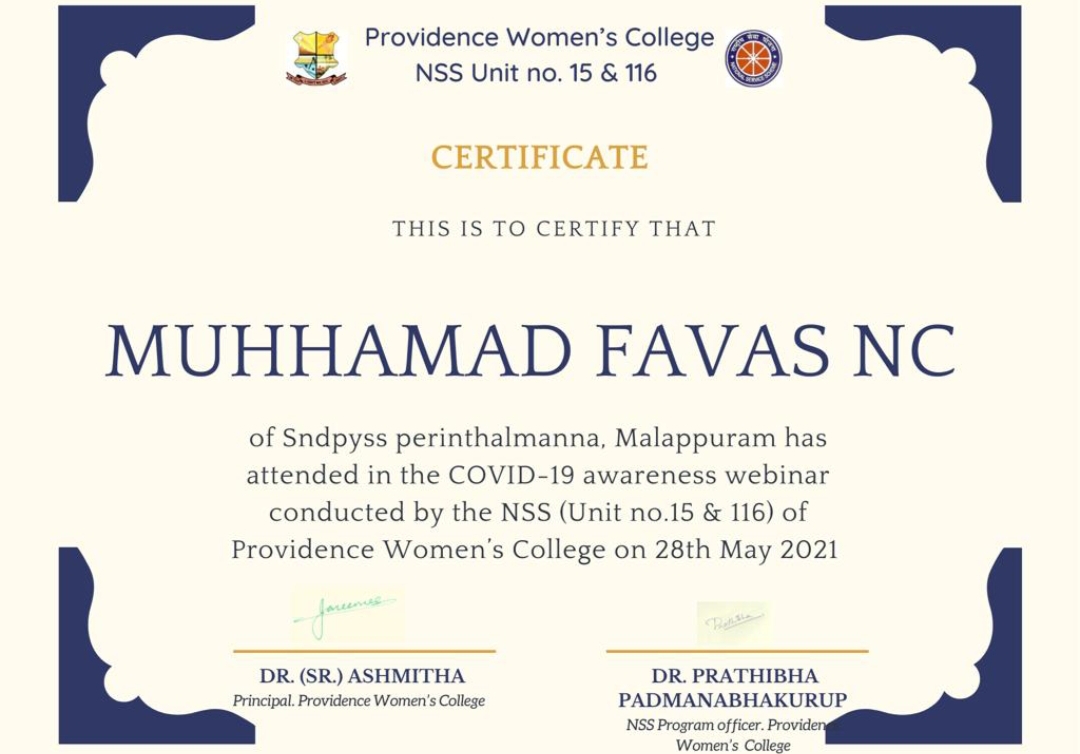 Providence Women's College
NSS Unit no. 15 & 116
CERTIFICATE
THIS IS TO CERTIFY THAT
MUHHAMAD FAVAS NC
of Sndpyss perinthalmanna, Malappuram has
attended in the COVID-19 awareness webinar
conducted by the NSS (Unit no.15 & 116) of
Providence Women's College on 28th May 2021
DR. (SR.) ASHMITHA
Principal. Providence Women's College
DR. PRATHIBHA
PADMANABHAKURUP
NSS Program officer. Providence
Women's College